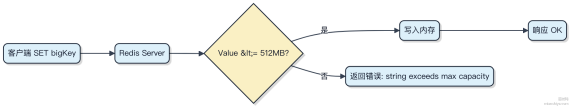 客户端 SET bigKey
Redis Server
Value &lt;= 512MB?
是
写入内存
响应 OK
否
返回错误: string exceeds max capacity